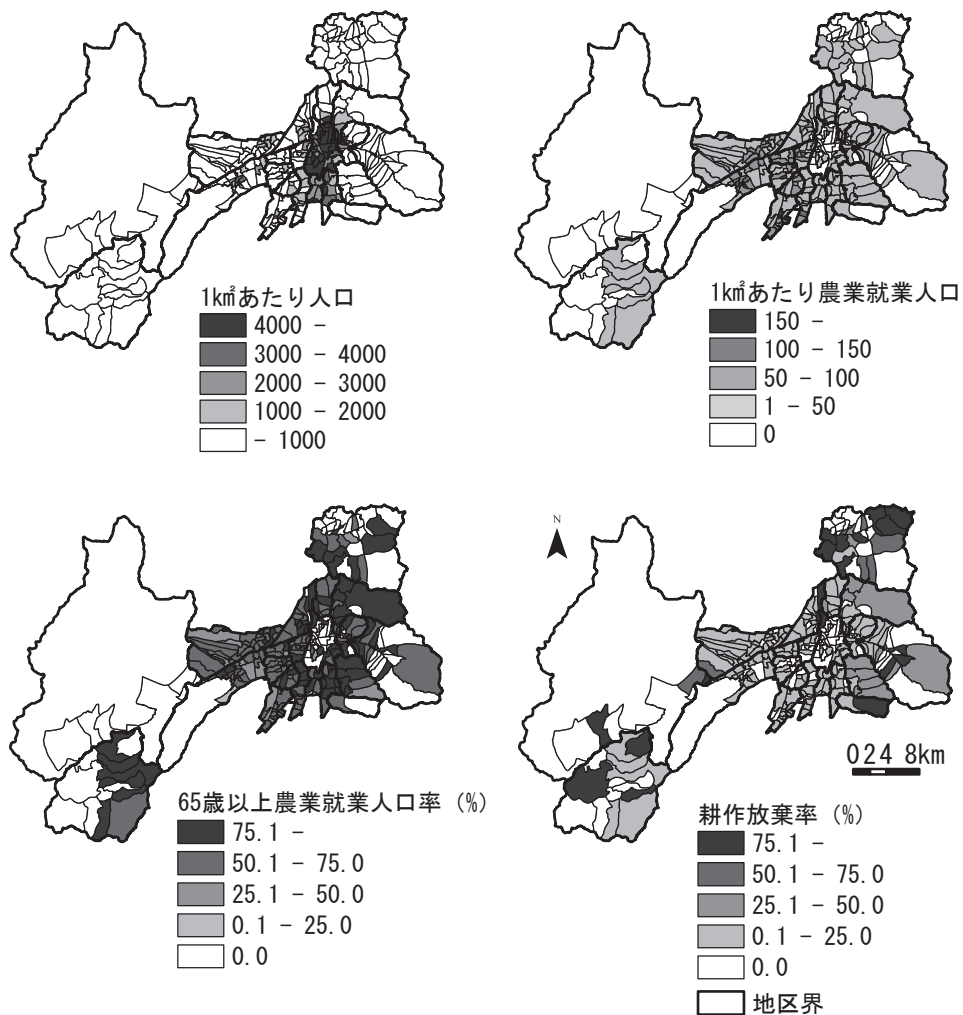 1k㎡あたり人口
4000 －
3000 － 4000
2000 － 3000
1000 － 2000
－ 1000
1k㎡あたり農業就業人口
150 －
100 － 150
50 － 100
1 － 50
0
65歳以上農業就業人口率 (%)
75.1 －
50.1 － 75.0
25.1 － 50.0
0.1 － 25.0
0.0
N
0 2 4 8km
耕作放棄率 (%)
75.1 －
50.1 － 75.0
25.1 － 50.0
0.1 － 25.0
0.0
地区界